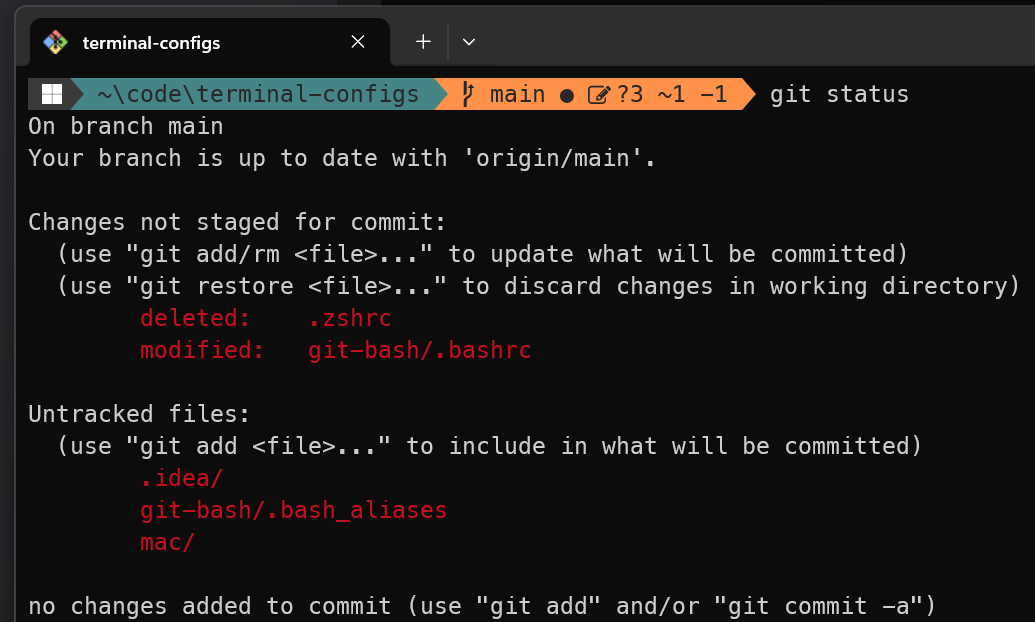 terminal-configs
~\code\terminal-configs main ● ?3 ~1 -1 git status
On branch main
Your branch is up to date with 'origin/main'.
Changes not staged for commit:
(use "git add/rm <file>..." to update what will be committed)
(use "git restore <file>..." to discard changes in working directory)
deleted: .zshrc
modified: git-bash/.bashrc
Untracked files:
(use "git add <file>..." to include in what will be committed)
.idea/
git-bash/.bash_aliases
mac/
no changes added to commit (use "git add" and/or "git commit -a")